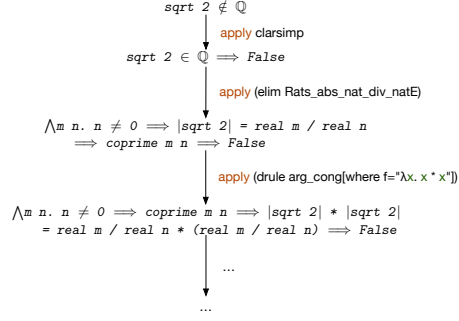 sqrt 2 ∉ ℚ
apply clarsimp
sqrt 2 ∈ ℚ ⟹ False
apply (elim Rats_abs_nat_div_natE)
⋀m n. n ≠ 0 ⟹ |sqrt 2| = real m / real n
⟹ coprime m n ⟹ False
apply (drule arg_cong[where f="λx. x * x"])
⋀m n. n ≠ 0 ⟹ coprime m n ⟹ |sqrt 2| * |sqrt 2|
= real m / real n * (real m / real n) ⟹ False
...
...